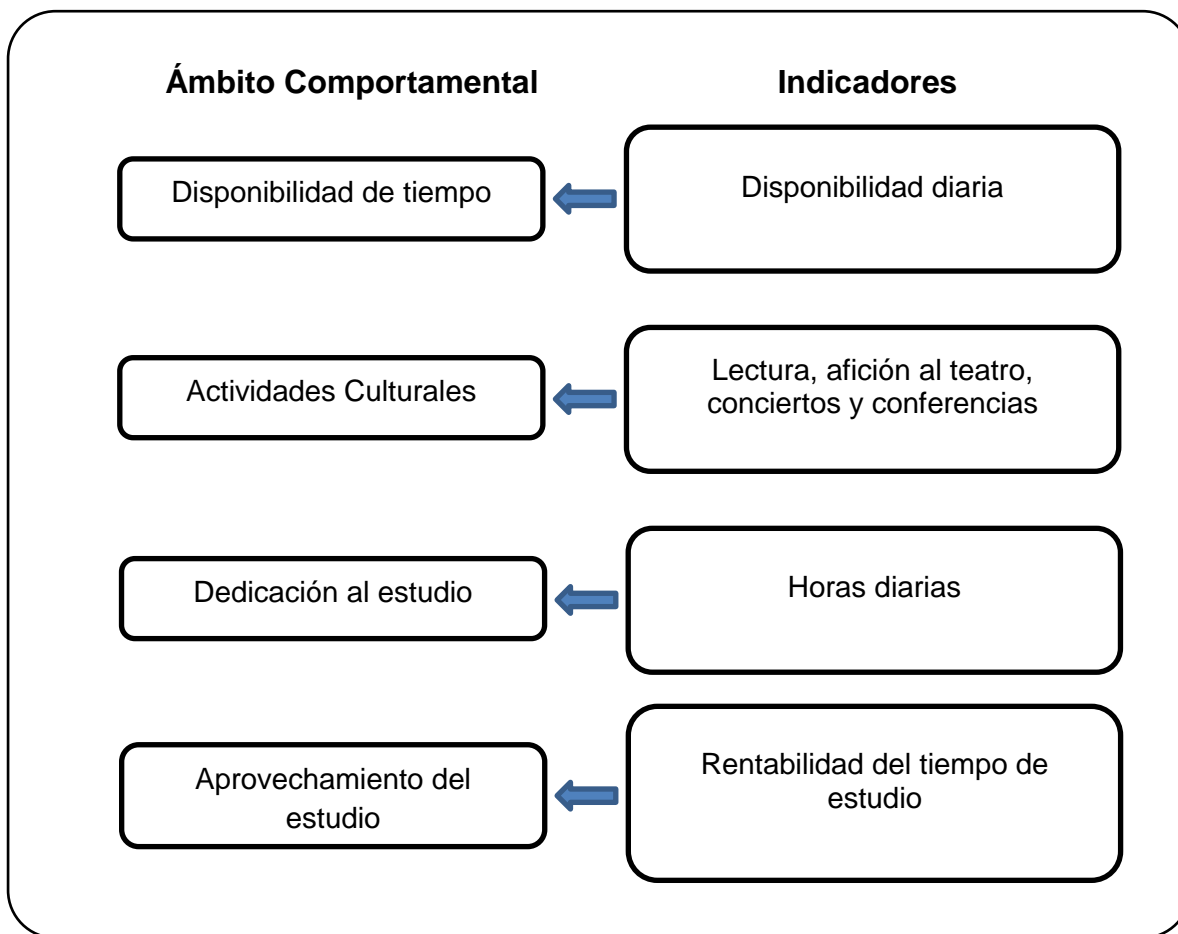 Ámbito Comportamental
Indicadores
Disponibilidad de tiempo
Disponibilidad diaria
Actividades Culturales
Lectura, afición al teatro,
conciertos y conferencias
Dedicación al estudio
Horas diarias
Aprovechamiento del
estudio
Rentabilidad del tiempo de
estudio